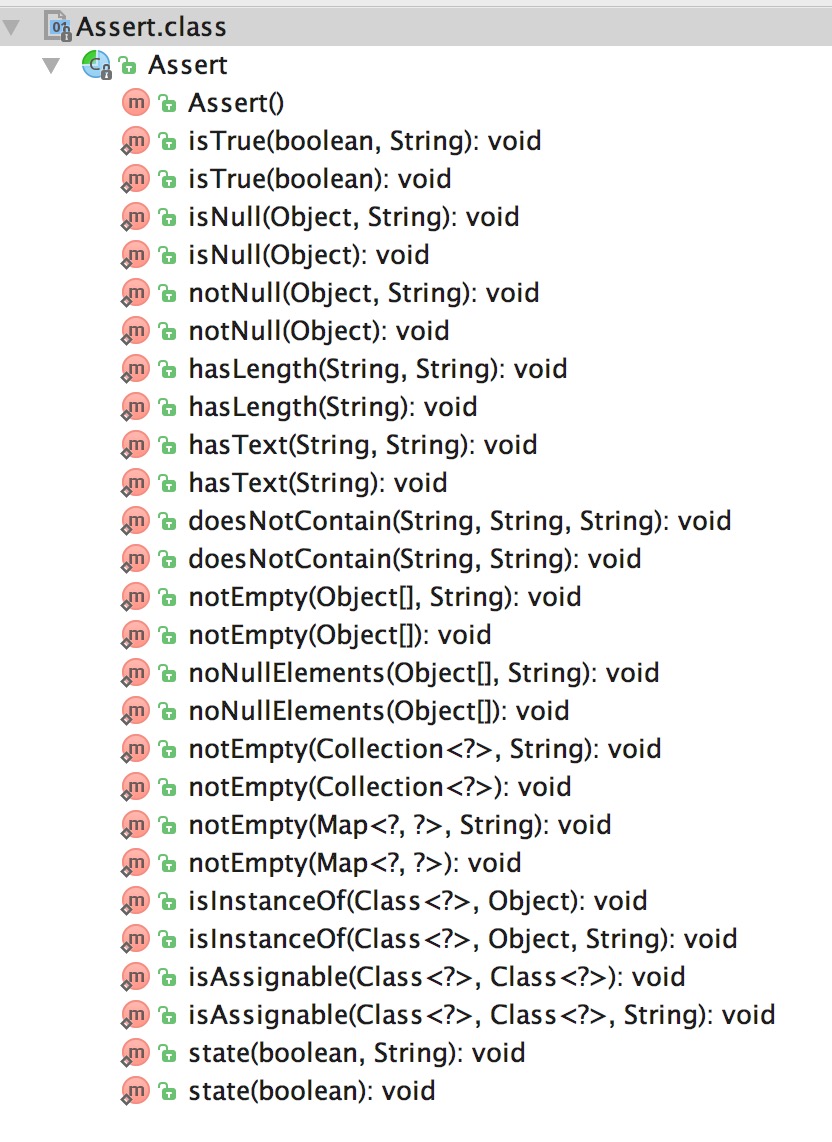 Assert.class
Assert
Assert()
isTrue(boolean, String): void
isTrue(boolean): void
isNull(Object, String): void
isNull(Object): void
notNull(Object, String): void
notNull(Object): void
hasLength(String, String): void
hasLength(String): void
hasText(String, String): void
hasText(String): void
doesNotContain(String, String, String): void
doesNotContain(String, String): void
notEmpty(Object[], String): void
notEmpty(Object[]): void
noNullElements(Object[], String): void
noNullElements(Object[]): void
notEmpty(Collection<?>, String): void
notEmpty(Collection<?>): void
notEmpty(Map<?, ?>, String): void
notEmpty(Map<?, ?>): void
isInstanceOf(Class<?>, Object): void
isInstanceOf(Class<?>, Object, String): void
isAssignable(Class<?>, Class<?>): void
isAssignable(Class<?>, Class<?>, String): void
state(boolean, String): void
state(boolean): void